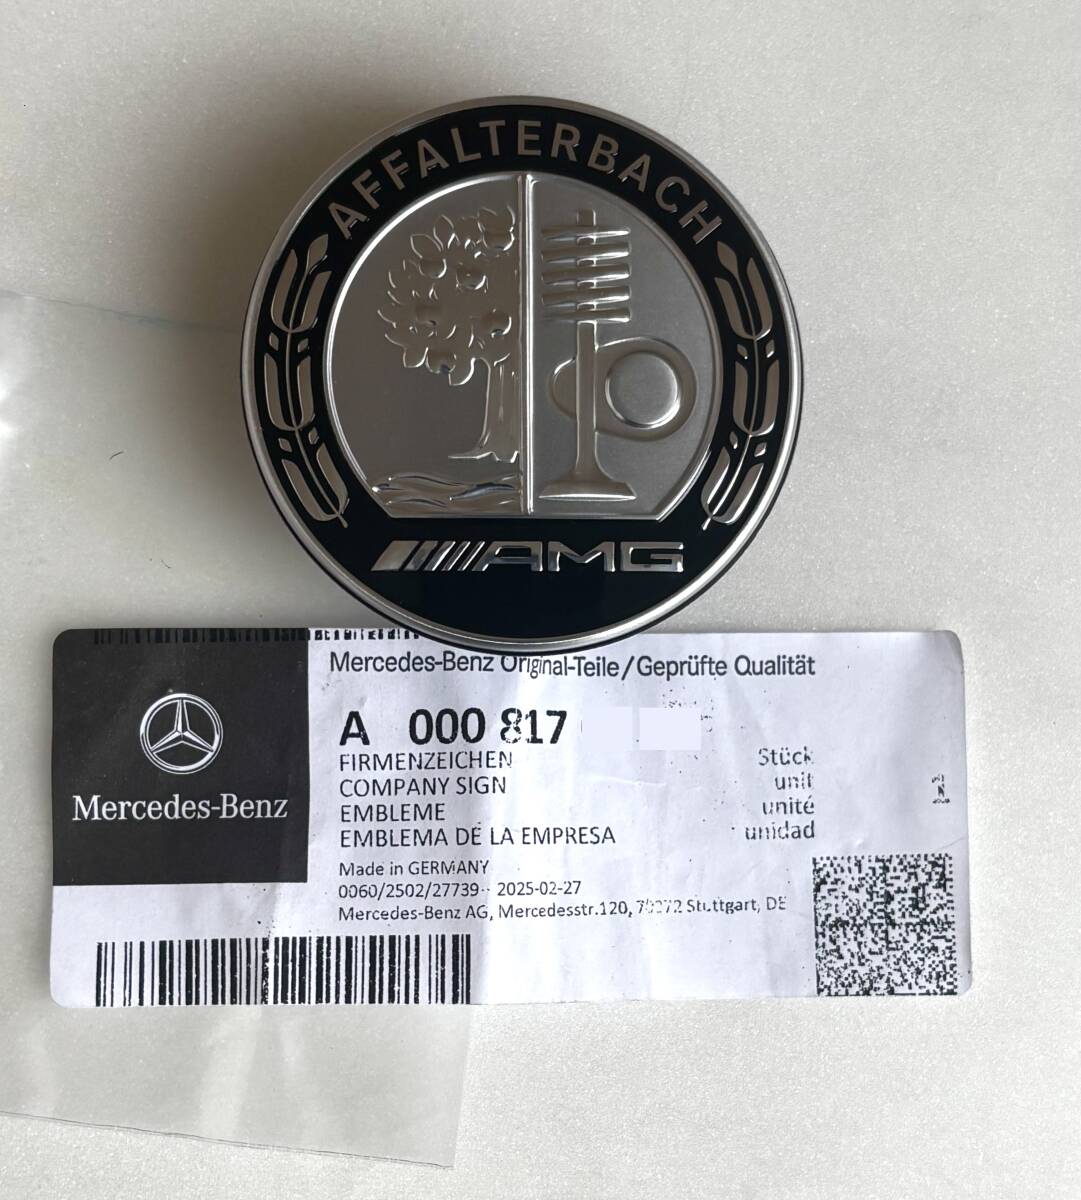 AFFALTERBACH
AMG
Mercedes-Benz Original-Teile/Geprüfte Qualität
Mercedes-Benz
A 000 817
FIRMENZEICHEN
COMPANY SIGN
EMBLEME
EMBLEMA DE LA EMPRESA
Stück
unit
unité
unidad
1
Made in GERMANY
0060/2502/27739 2025-02-27
Mercedes-Benz AG, Mercedesstr.120, Stuttgart, DE